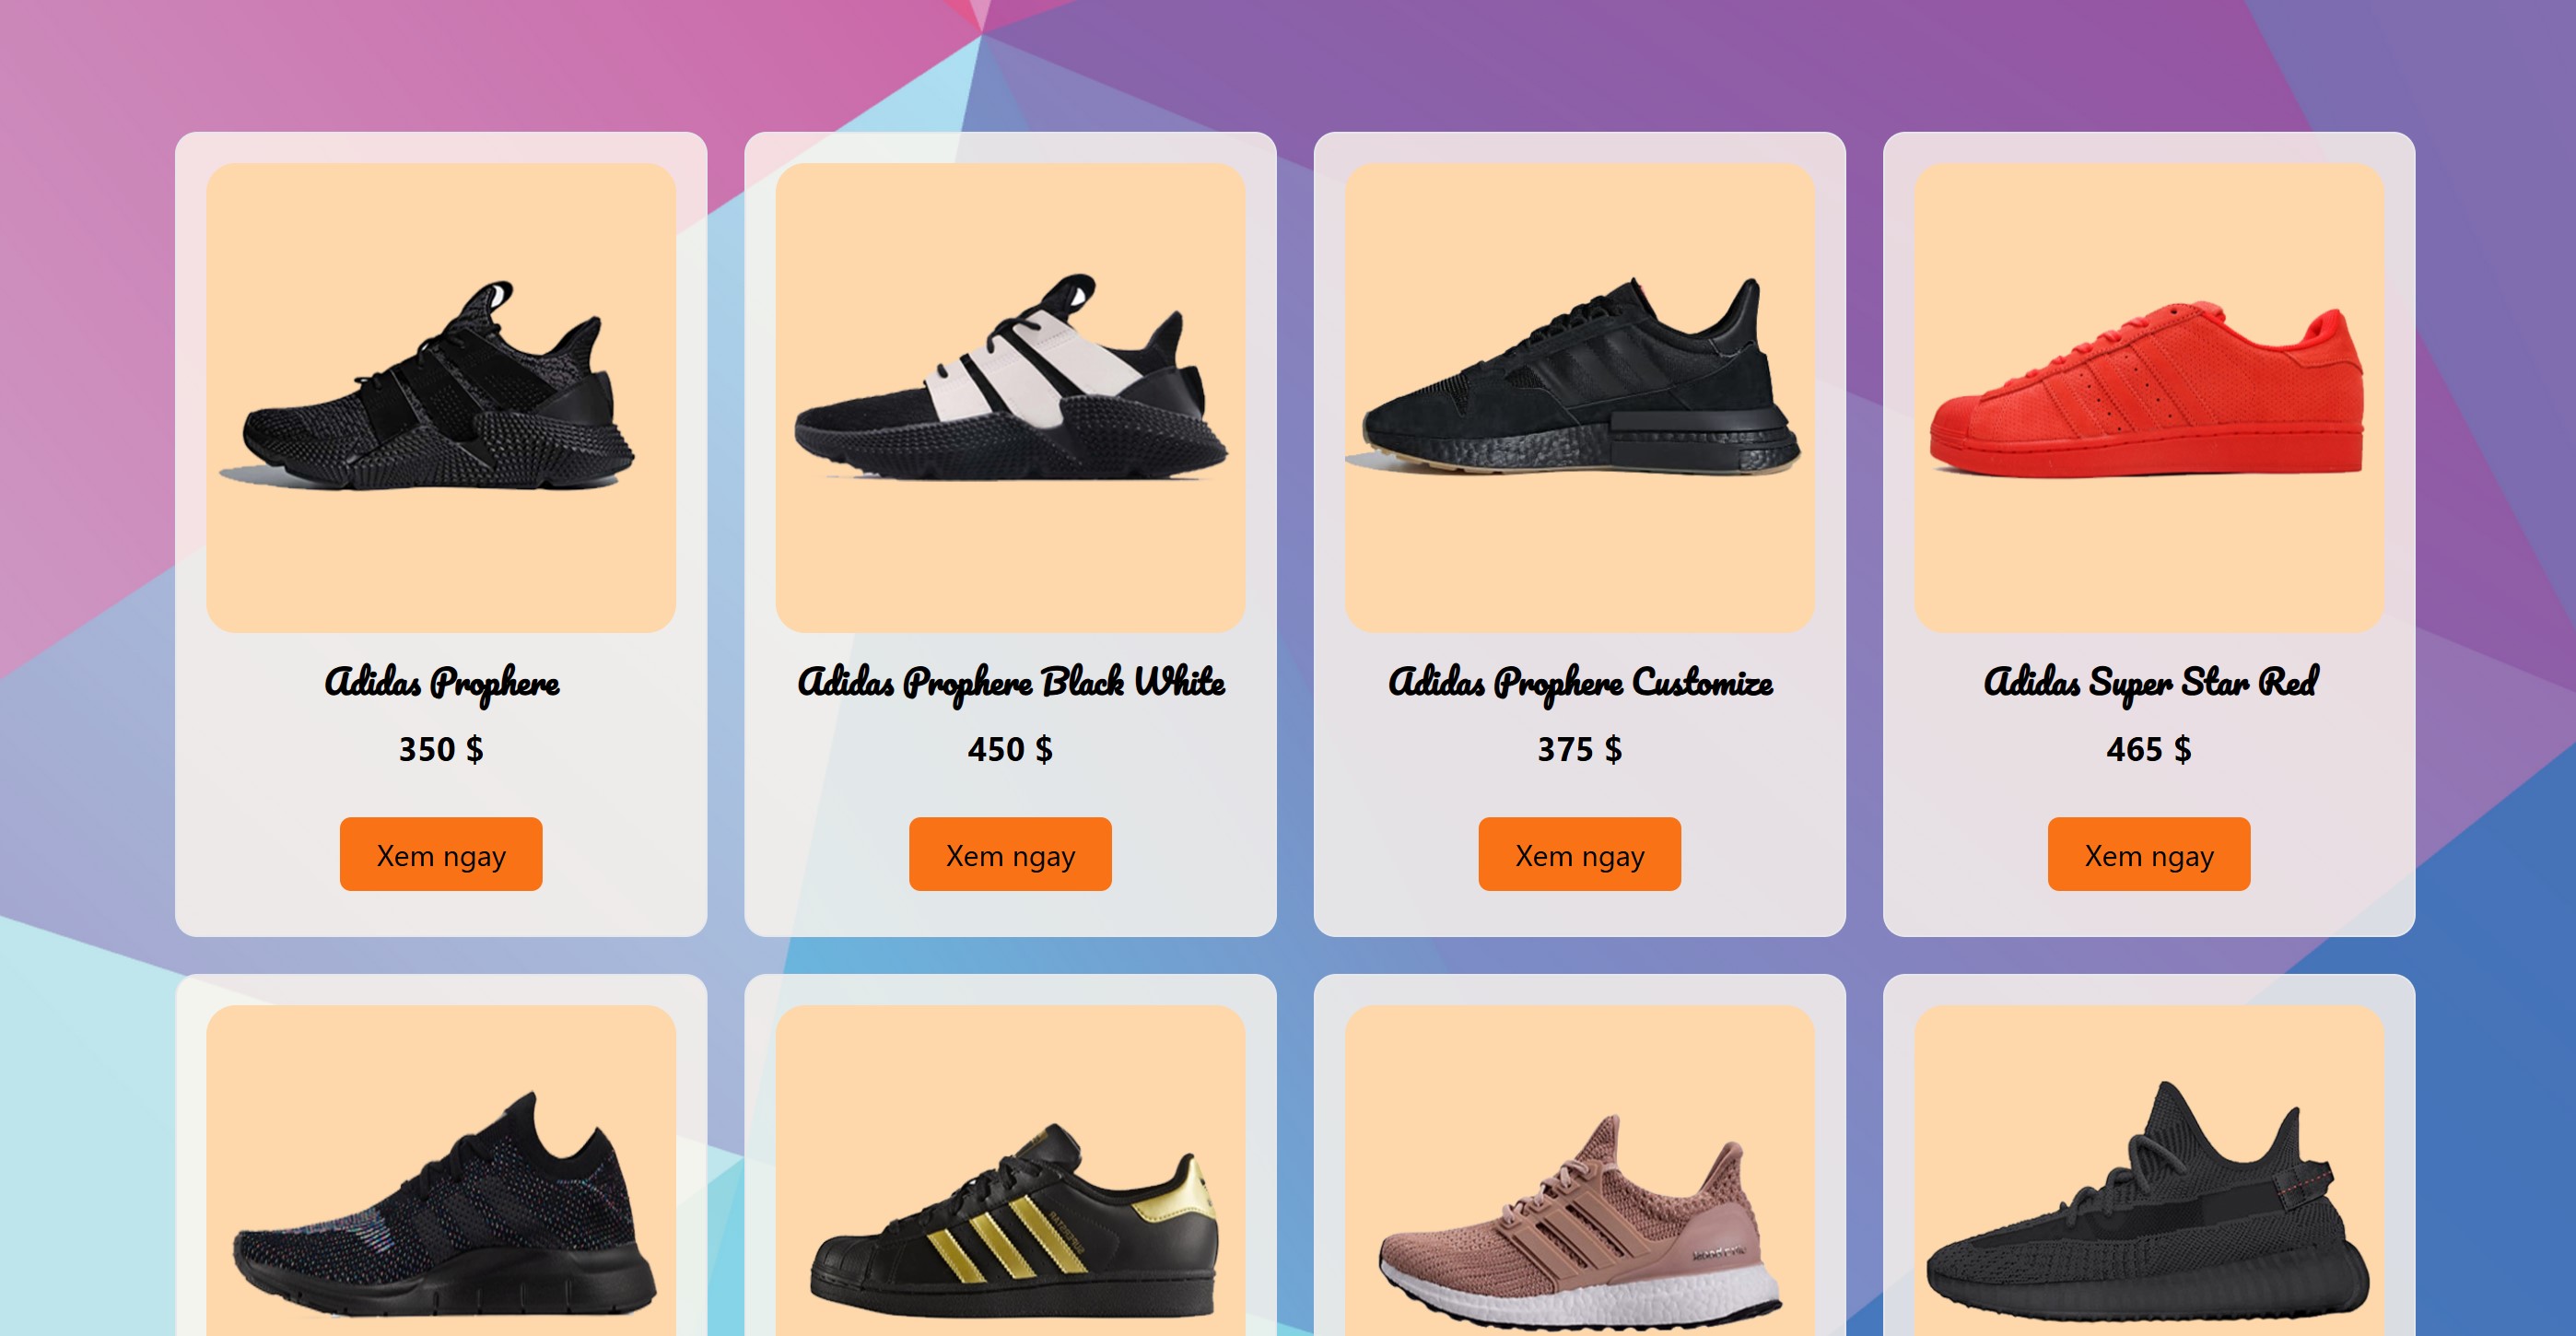 Adidas Prophere
350 $
Xem ngay
Adidas Prophere Black White
450 $
Xem ngay
Adidas Prophere Customize
375 $
Xem ngay
Adidas Super Star Red
465 $
Xem ngay